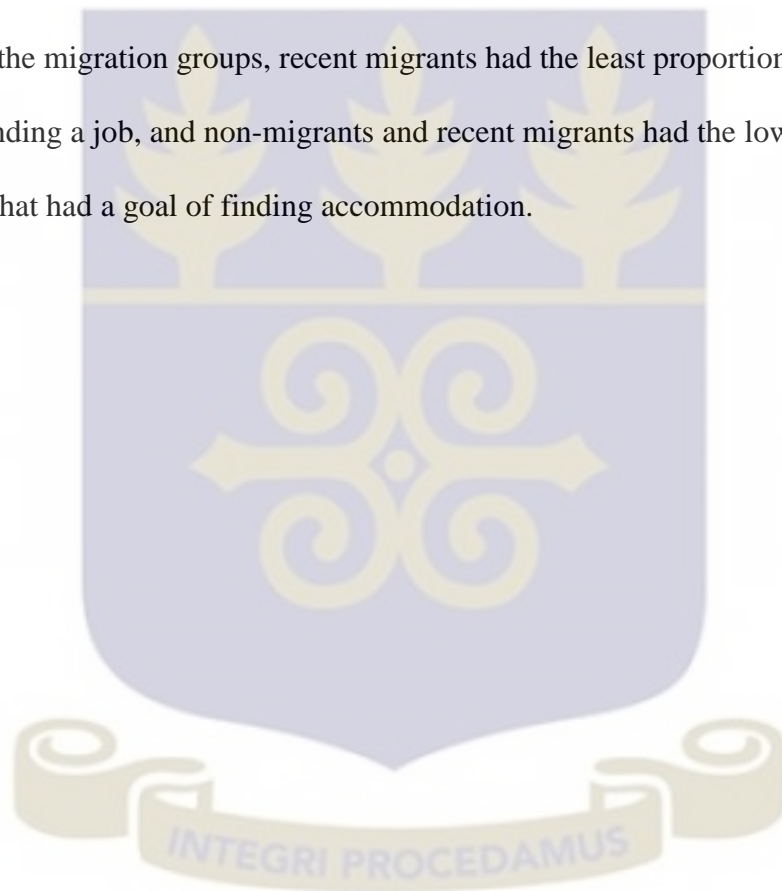 the migration groups, recent migrants had the least proportion
nding a job, and non-migrants and recent migrants had the low
hat had a goal of finding accommodation.
INTEGRI PROCEDAMUS